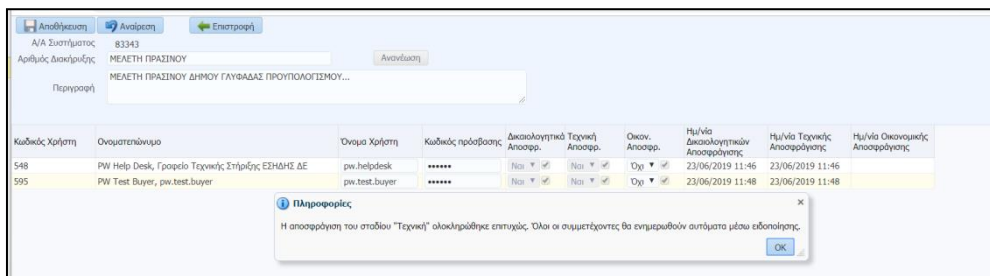 Αποθήκευση Αναίρεση Επιστροφή
Α/Α Συστήματος 83343
Αριθμός Διακήρυξης ΜΕΛΕΤΗ ΠΡΑΣΙΝΟΥ Ανανέωση
Περιγραφή ΜΕΛΕΤΗ ΠΡΑΣΙΝΟΥ ΔΗΜΟΥ ΓΛΥΦΑΔΑΣ ΠΡΟΥΠΟΛΟΓΙΣΜΟΥ...
Κωδικός Χρήστη Ονοματεπώνυμο Όνομα Χρήστη Κωδικός πρόσβασης Δικαιολογητικά Αποσφρ. Τεχνική Αποσφρ. Οικον. Αποσφρ. Ημ/νία Δικαιολογητικών Αποσφράγισης Ημ/νία Τεχνικής Αποσφράγισης Ημ/νία Οικονομικής Αποσφράγισης
548 PW Help Desk, Γραφείο Τεχνικής Στήριξης ΕΣΗΔΗΣ ΔΕ pw.helpdesk •••••• Ναι Ναι Όχι 23/06/2019 11:46 23/06/2019 11:46
595 PW Test Buyer, pw.test.buyer pw.test.buyer •••••• Ναι Ναι Όχι 23/06/2019 11:48 23/06/2019 11:48
Πληροφορίες
Η αποσφράγιση του σταδίου "Τεχνική" ολοκληρώθηκε επιτυχώς. Όλοι οι συμμετέχοντες θα ενημερωθούν αυτόματα μέσω ειδοποίησης.
OK